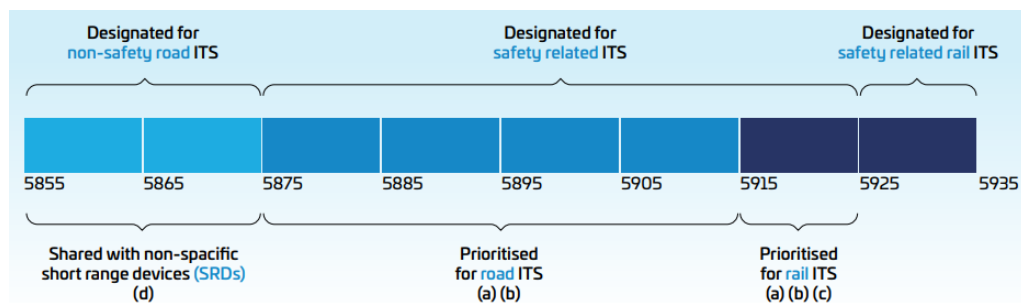 Designated for
non-safety road ITS
Designated for
safety related ITS
Designated for
safety related rail ITS
5855 5865 5875 5885 5895 5905 5915 5925 5935
Shared with non-spacific
short range devices (SRDs)
(d)
Prioritised
for road ITS
(a) (b)
Prioritised
for rail ITS
(a) (b) (c)